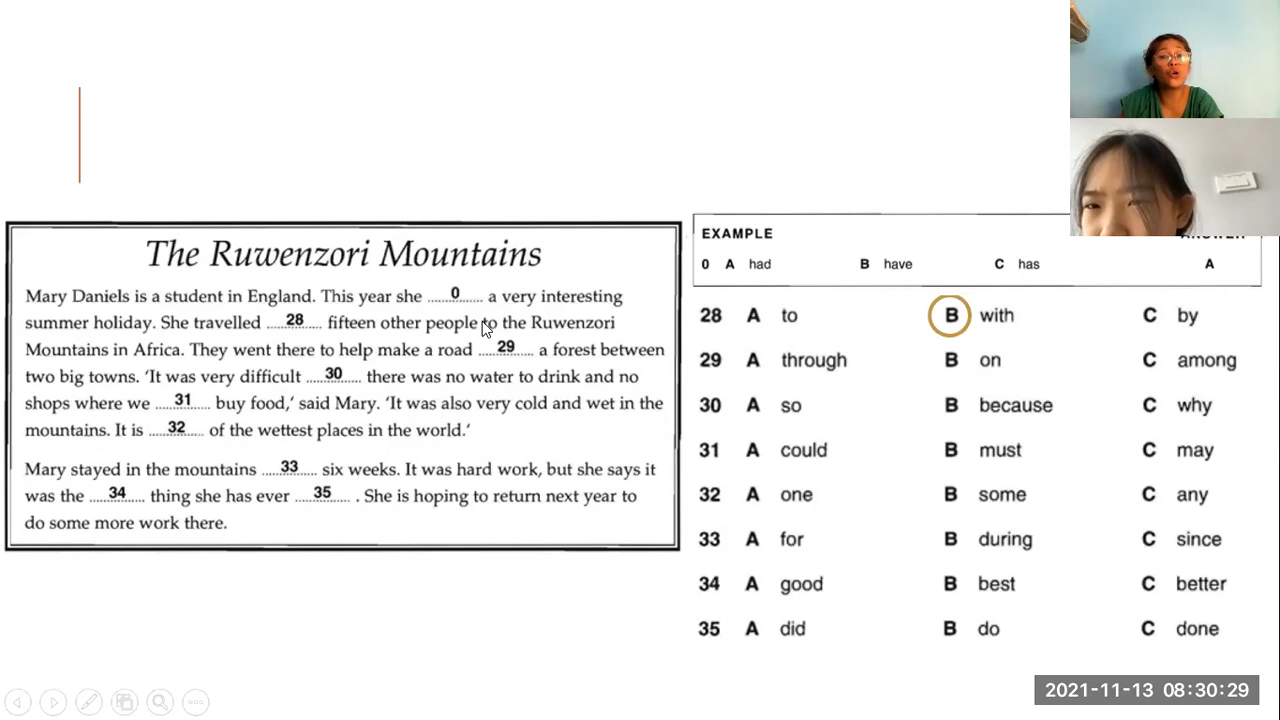 The Ruwenzori Mountains
Mary Daniels is a student in England. This year she ....0.... a very interesting
summer holiday. She travelled ....28.... fifteen other people to the Ruwenzori
Mountains in Africa. They went there to help make a road ....29.... a forest between
two big towns. 'It was very difficult ....30.... there was no water to drink and no
shops where we ....31.... buy food,' said Mary. 'It was also very cold and wet in the
mountains. It is ....32.... of the wettest places in the world.'
Mary stayed in the mountains ....33.... six weeks. It was hard work, but she says it
was the ....34.... thing she has ever ....35.... . She is hoping to return next year to
do some more work there.
EXAMPLE
0 A had B have C has A
28 A to B with C by
29 A through B on C among
30 A so B because C why
31 A could B must C may
32 A one B some C any
33 A for B during C since
34 A good B best C better
35 A did B do C done
2021-11-13 08:30:29